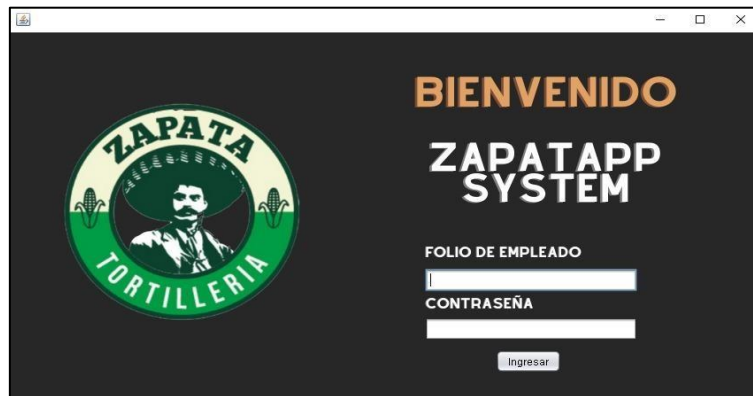 ZAPATA
TORTILLERIA
BIENVENIDO
ZAPATAPP
SYSTEM
FOLIO DE EMPLEADO
CONTRASEÑA
Ingresar